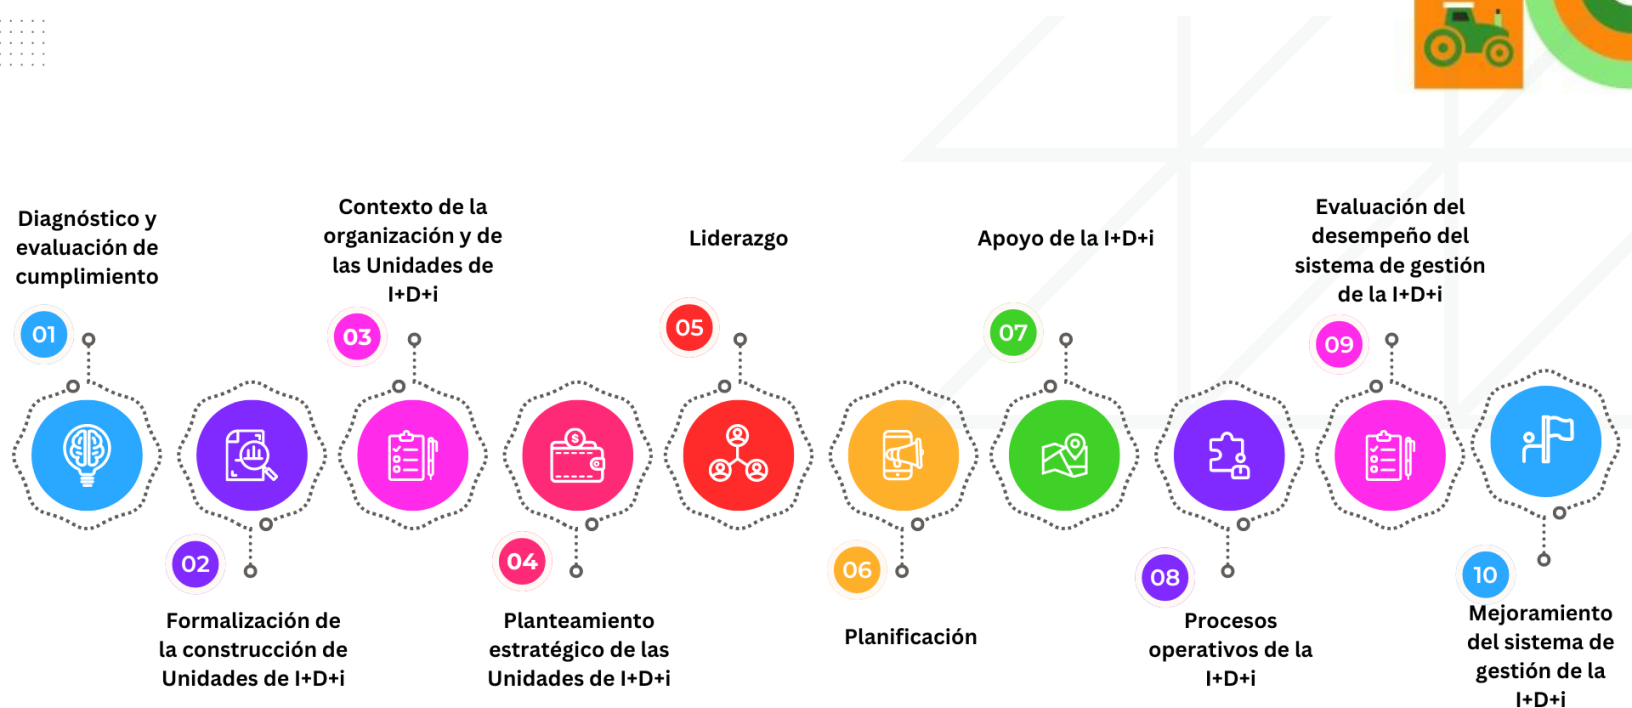 Diagnóstico y
evaluación de
cumplimiento
01
02
Formalización de
la construcción de
Unidades de I+D+i
Contexto de la
organización y de
las Unidades de
I+D+i
03
04
Planteamiento
estratégico de las
Unidades de I+D+i
Liderazgo
05
06
Planificación
Apoyo de la I+D+i
07
08
Procesos
operativos de la
I+D+i
Evaluación del
desempeño del
sistema de gestión
de la I+D+i
09
10
Mejoramiento
del sistema de
gestión de la
I+D+i